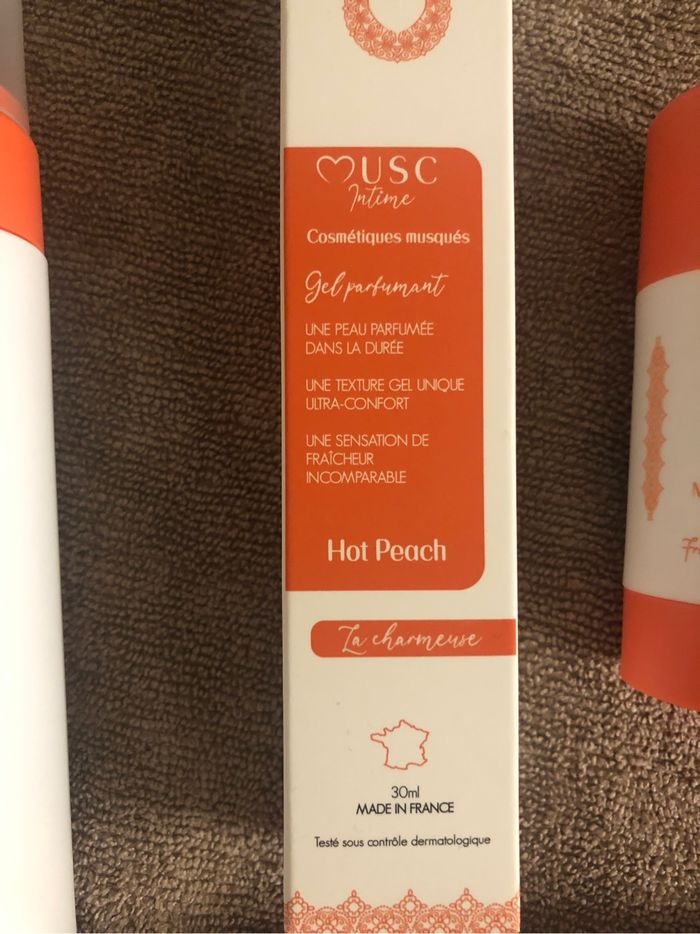 MUSC
Intime
Cosmétiques musqués
Gel parfumant
UNE PEAU PARFUMÉE
DANS LA DURÉE
UNE TEXTURE GEL UNIQUE
ULTRA-CONFORT
UNE SENSATION DE
FRAÎCHEUR
INCOMPARABLE
Hot Peach
La charmeuse
30ml
MADE IN FRANCE
Testé sous contrôle dermatologique